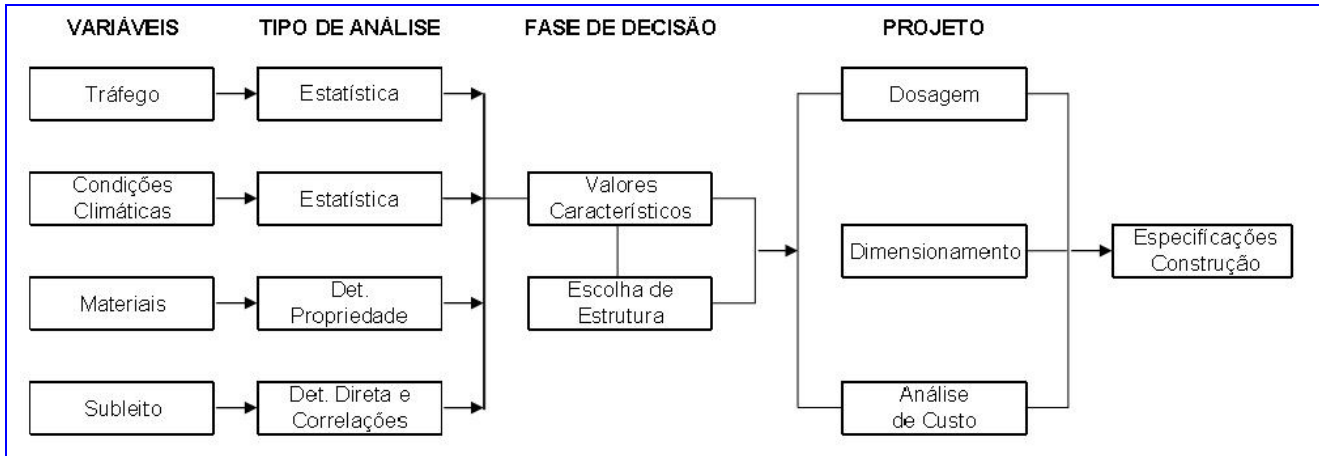 VARIÁVEIS
TIPO DE ANÁLISE
FASE DE DECISÃO
PROJETO
Tráfego
Estatística
Dosagem
Condições
Climáticas
Estatística
Valores
Característicos
Dimensionamento
Especifícações
Construção
Materiais
Det.
Propriedade
Escolha de
Estrutura
Subleito
Det. Direta e
Correlações
Análise
de Custo